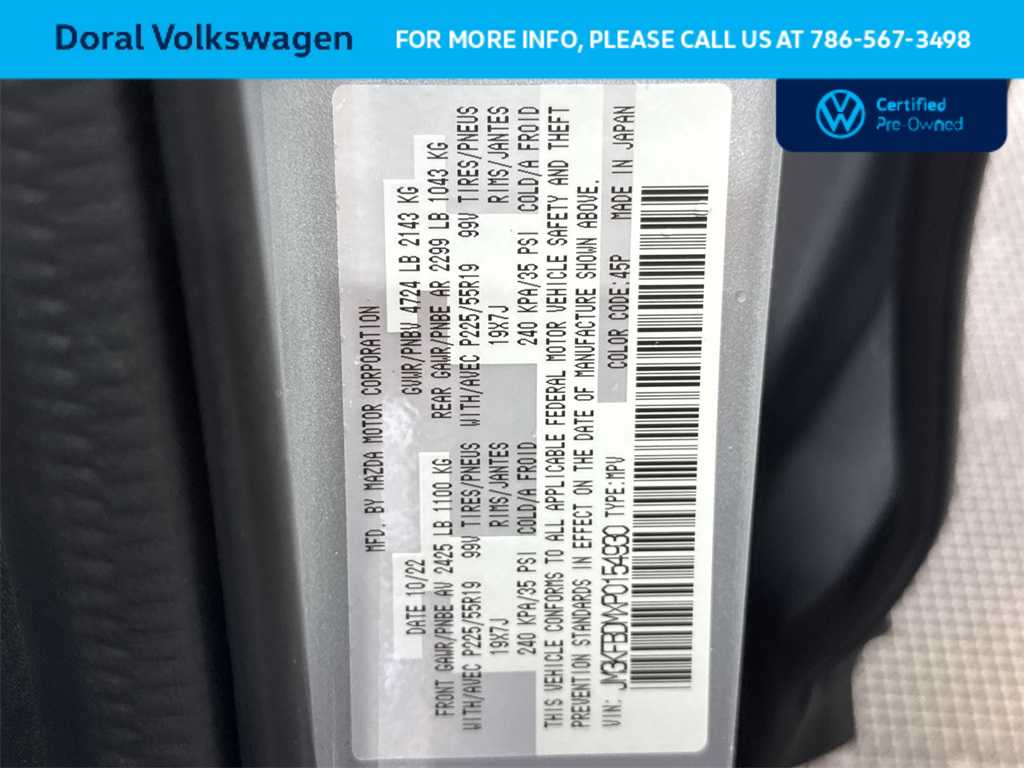 Doral Volkswagen FOR MORE INFO, PLEASE CALL US AT 786-567-3498
Certified
Pre-Owned
MFD. BY MAZDA MOTOR CORPORATION
DATE 10/22 GVWR/PNBV 4724 LB 2143 KG
FRONT GAWR/PNBE AV 2425 LB 1100 KG REAR GAWR/PNBE AR 2299 LB 1043 KG
WITH/AVEC P225/55R19 99V TIRES/PNEUS WITH/AVEC P225/55R19 99V TIRES/PNEUS
19X7J RIMS/JANTES 19X7J RIMS/JANTES
240 KPA/35 PSI COLD/A FROID 240 KPA/35 PSI COLD/A FROID
THIS VEHICLE CONFORMS TO ALL APPLICABLE FEDERAL MOTOR VEHICLE SAFETY AND THEFT
PREVENTION STANDARDS IN EFFECT ON THE DATE OF MANUFACTURE SHOWN ABOVE.
VIN: JM3KFBDMXP0154930 TYPE:MPV COLOR CODE:45P MADE IN JAPAN